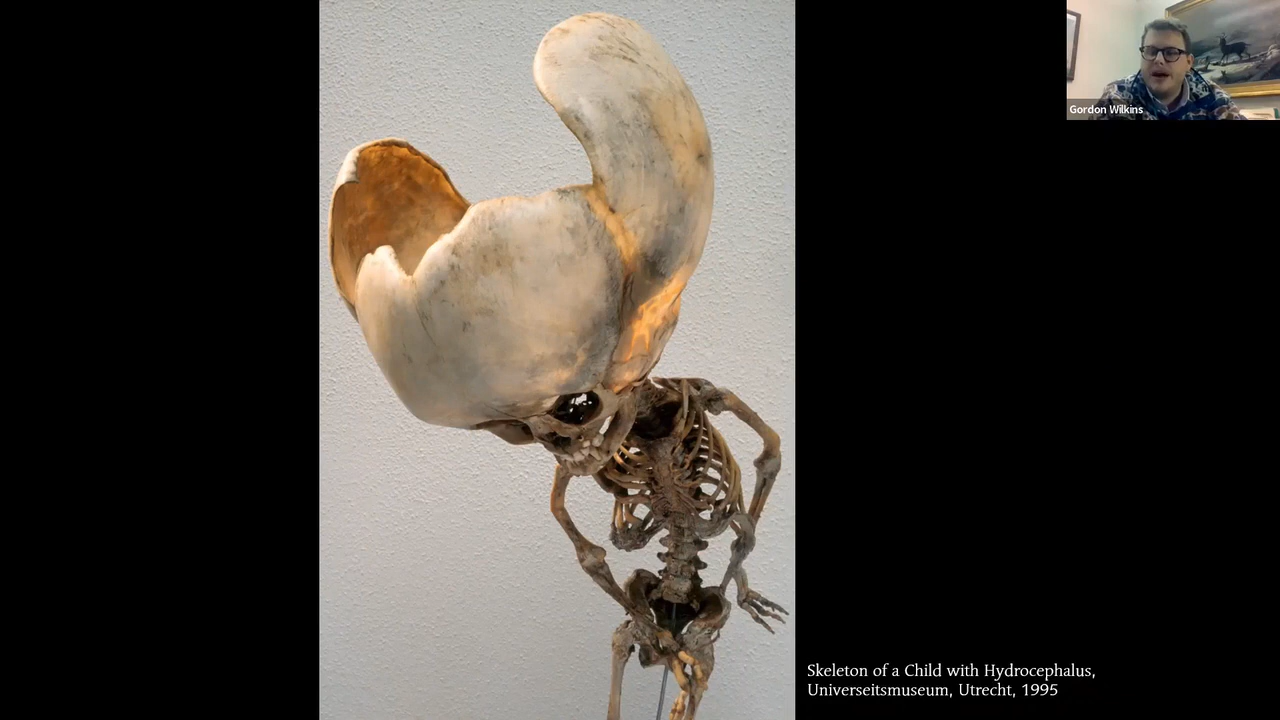 Gordon Wilkins
Skeleton of a Child with Hydrocephalus,
Universeitsmuseum, Utrecht, 1995